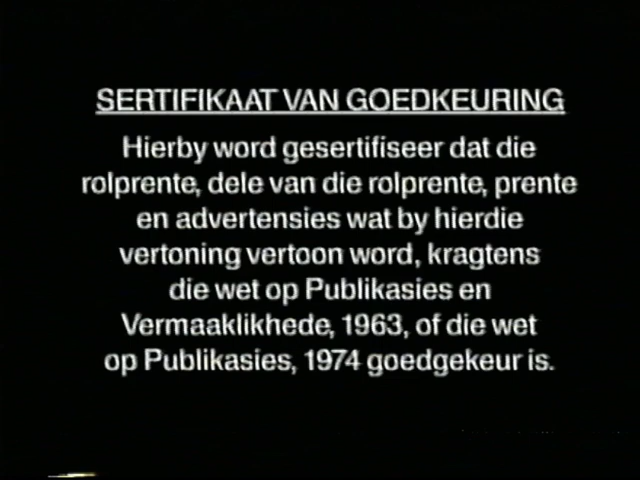 SERTIFIKAAT VAN GOEDKEURING
Hierby word gesertifiseer dat die
rolprente, dele van die rolprente, prente
en advertensies wat by hierdie
vertoning vertoon word, kragtens
die wet op Publikasies en
Vermaaklikhede, 1963, of die wet
op Publikasies, 1974 goedgekeur is.